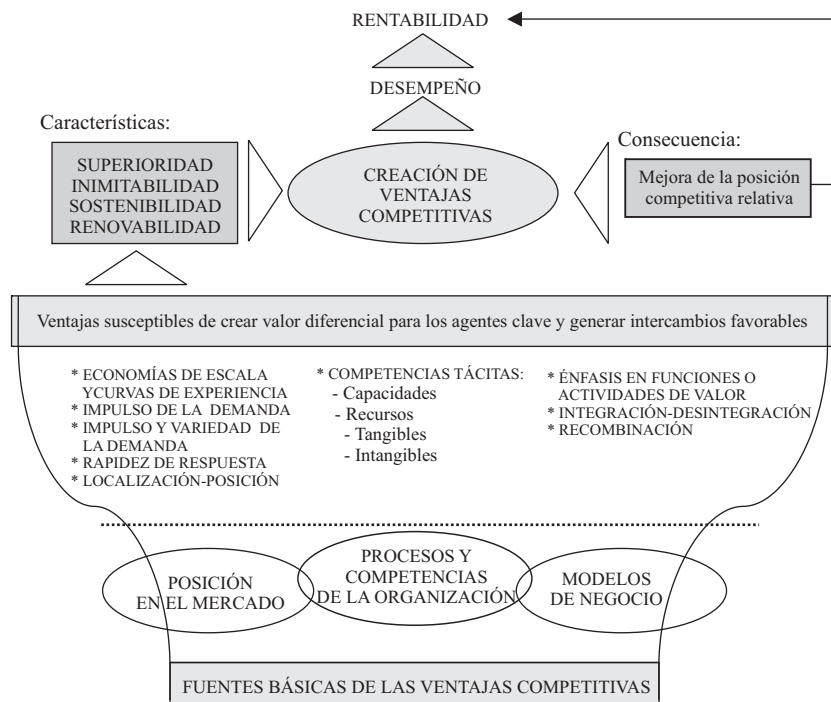 RENTABILIDAD
DESEMPEÑO
Características:
SUPERIORIDAD
INIMITABILIDAD
SOSTENIBILIDAD
RENOVABILIDAD
CREACIÓN DE
VENTAJAS
COMPETITIVAS
Consecuencia:
Mejora de la posición
competitiva relativa
Ventajas susceptibles de crear valor diferencial para los agentes clave y generar intercambios favorables
* ECONOMÍAS DE ESCALA
YCURVAS DE EXPERIENCIA
* IMPULSO DE LA DEMANDA
* IMPULSO Y VARIEDAD DE
LA DEMANDA
* RAPIDEZ DE RESPUESTA
* LOCALIZACIÓN-POSICIÓN
* COMPETENCIAS TÁCITAS:
- Capacidades
- Recursos
- Tangibles
- Intangibles
* ÉNFASIS EN FUNCIONES O
ACTIVIDADES DE VALOR
* INTEGRACIÓN-DESINTEGRACIÓN
* RECOMBINACIÓN
POSICIÓN
EN EL MERCADO
PROCESOS Y
COMPETENCIAS
DE LA ORGANIZACIÓN
MODELOS
DE NEGOCIO
FUENTES BÁSICAS DE LAS VENTAJAS COMPETITIVAS